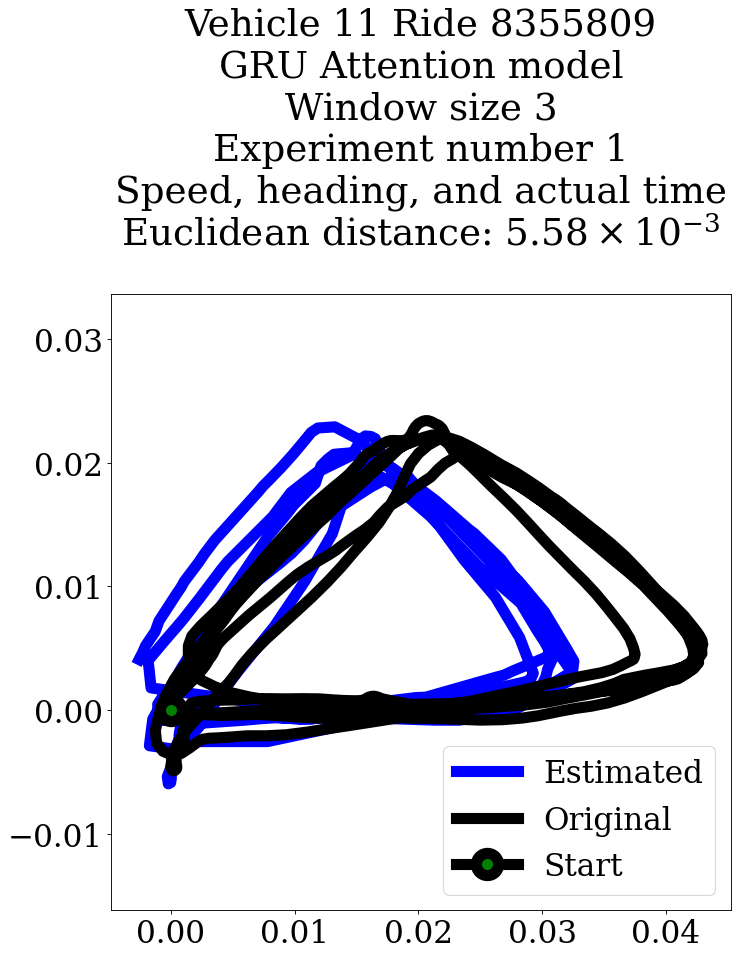 Vehicle 11 Ride 8355809
GRU Attention model
Window size 3
Experiment number 1
Speed, heading, and actual time
Euclidean distance: 5.58 × 10⁻³
0.03
0.02
0.01
0.00
−0.01
Estimated
Original
Start
0.00 0.01 0.02 0.03 0.04